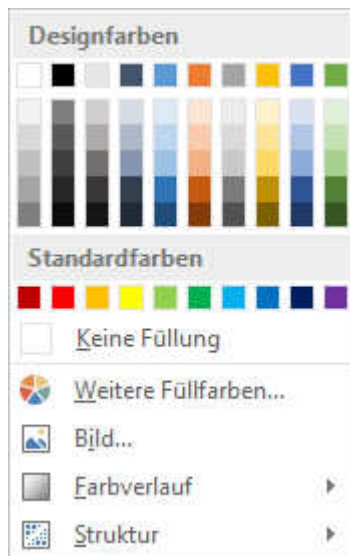 Designfarben
Standardfarben
Keine Füllung
Weitere Füllfarben...
Bild...
Farbverlauf
Struktur